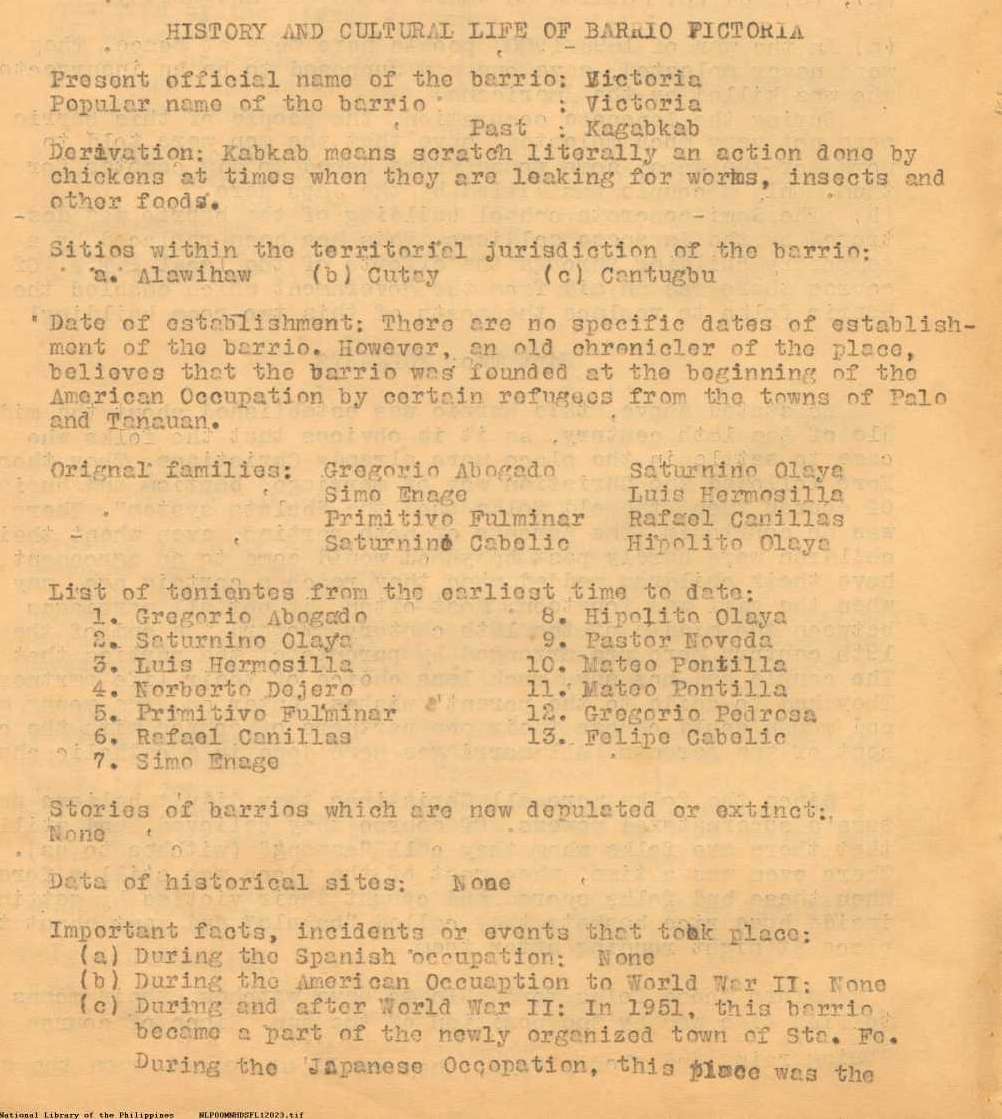 HISTORY AND CULTURAL LIFE OF BARRIO FICTORIA
Present official name of the barrio: Victoria
Popular name of the barrio : Victoria
Past : Kagabkab
Derivation: Kabkab means scratch literally an action done by
chickens at times when they are leaking for worms, insects and
other foods.
Sitios within the territorial jurisdiction of the barrio:
a. Alawihaw (b) Cutay (c) Cantugbu
Date of establishment: There are no specific dates of establish-
ment of the barrio. However, an old chronicler of the place,
believes that the barrio was founded at the beginning of the
American Occupation by certain refugees from the towns of Palo
and Tanauan.
Orignal families: Gregorio Abogado Saturnino Olaya
Simo Enage Luis Hermosilla
Primitivo Fulminar Rafael Canillas
Saturnino Cabelic Hipolito Olaya
List of tenientes from the earliest time to date:
1. Gregorio Abogado 8. Hipolito Olaya
2. Saturnino Olaya 9. Pastor Noveda
3. Luis Hermosilla 10. Mateo Pontilla
4. Norberto Dejero 11. Mateo Pontilla
5. Primitivo Fulminar 12. Gregorio Pedrosa
6. Rafael Canillas 13. Felipe Cabelic
7. Simo Enage
Stories of barrios which are new depulated or extinct:
None
Data of historical sites: None
Important facts, incidents or events that took place:
(a) During the Spanish occupation: None
(b) During the American Occuaption to World War II: None
(c) During and after World War II: In 1951, this barrio
became a part of the newly organized town of Sta. Fe.
During the Japanese Occopation, this place was the
National Library of the Philippines NLPOOMNHDSFL12023.tif